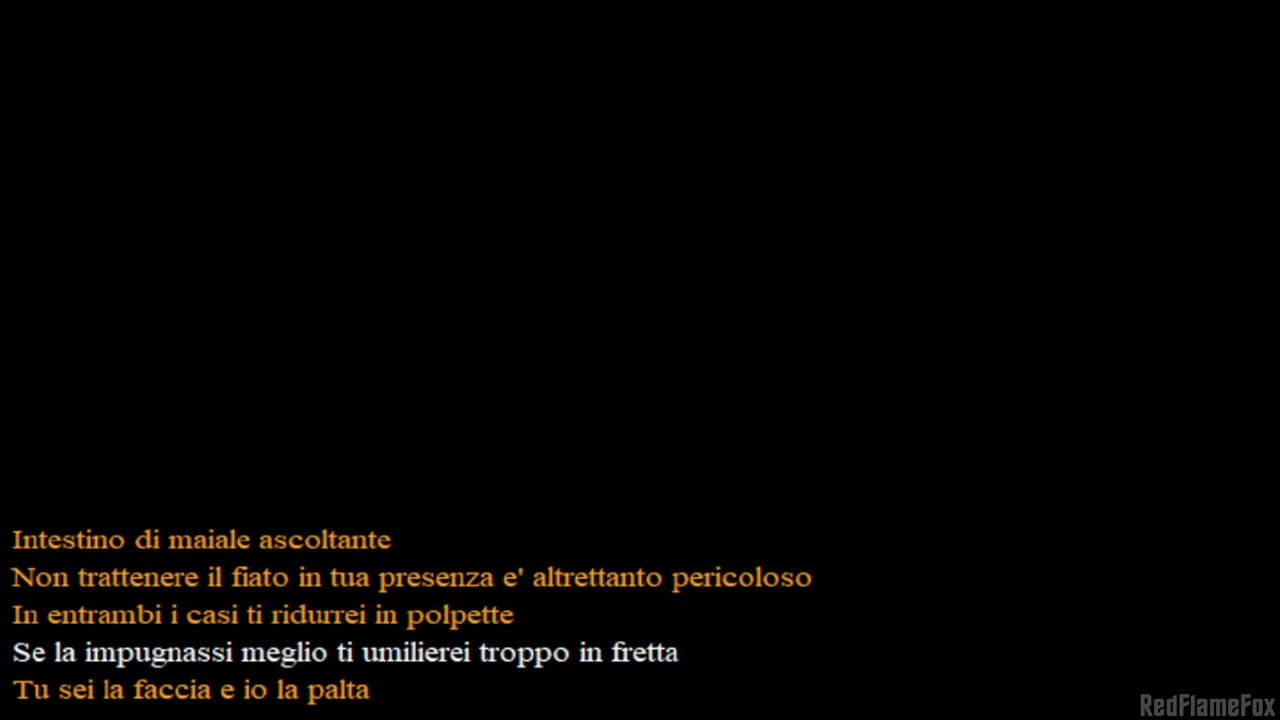 Intestino di maiale ascoltante
Non trattenere il fiato in tua presenza e' altrettanto pericoloso
In entrambi i casi ti ridurrei in polpette
Se la impugnassi meglio ti umilierei troppo in fretta
Tu sei la faccia e io la palta
RedFlameFox